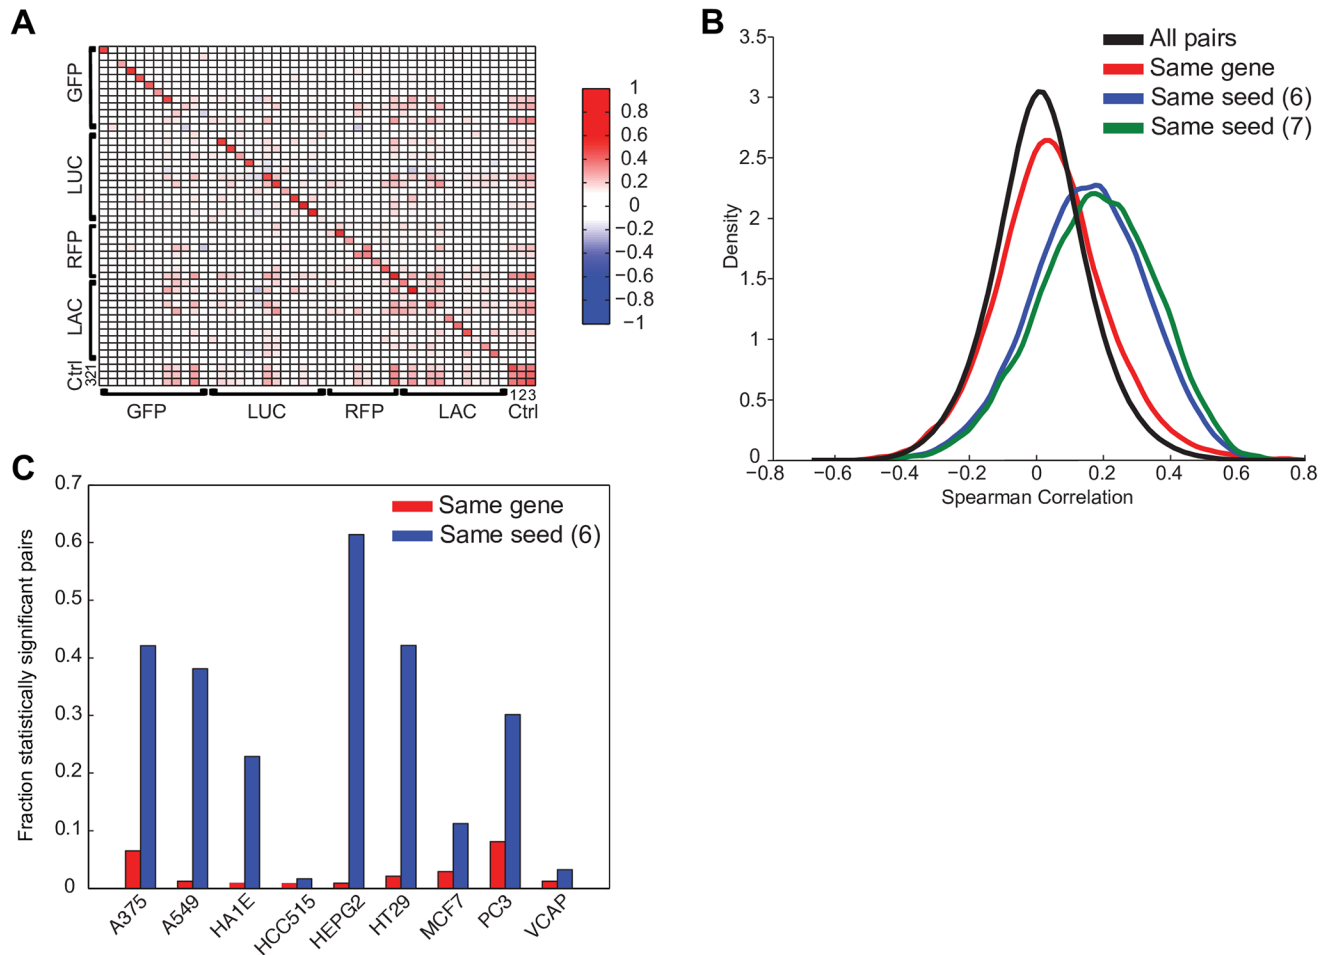 A
GFP
LUC
RFP
LAC
Ctrl
321
GFP
LUC
RFP
LAC
123
Ctrl
1
0.8
0.6
0.4
0.2
0
−0.2
−0.4
−0.6
−0.8
−1
B
All pairs
Same gene
Same seed (6)
Same seed (7)
3.5
3
2.5
2
1.5
1
0.5
0
Density
−0.8 −0.6 −0.4 −0.2 0 0.2 0.4 0.6 0.8
Spearman Correlation
C
Same gene
Same seed (6)
0.7
0.6
0.5
0.4
0.3
0.2
0.1
0
Fraction statistically significant pairs
A375 A549 HA1E HCC515 HEPG2 HT29 MCF7 PC3 VCAP